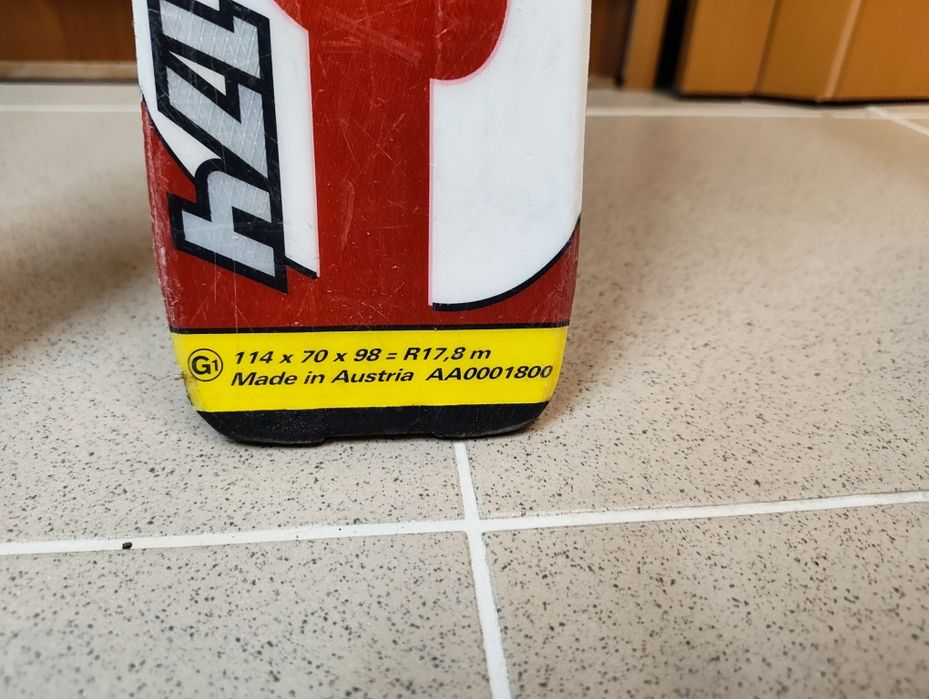 G1 114 x 70 x 98 = R17,8 m
Made in Austria AA0001800